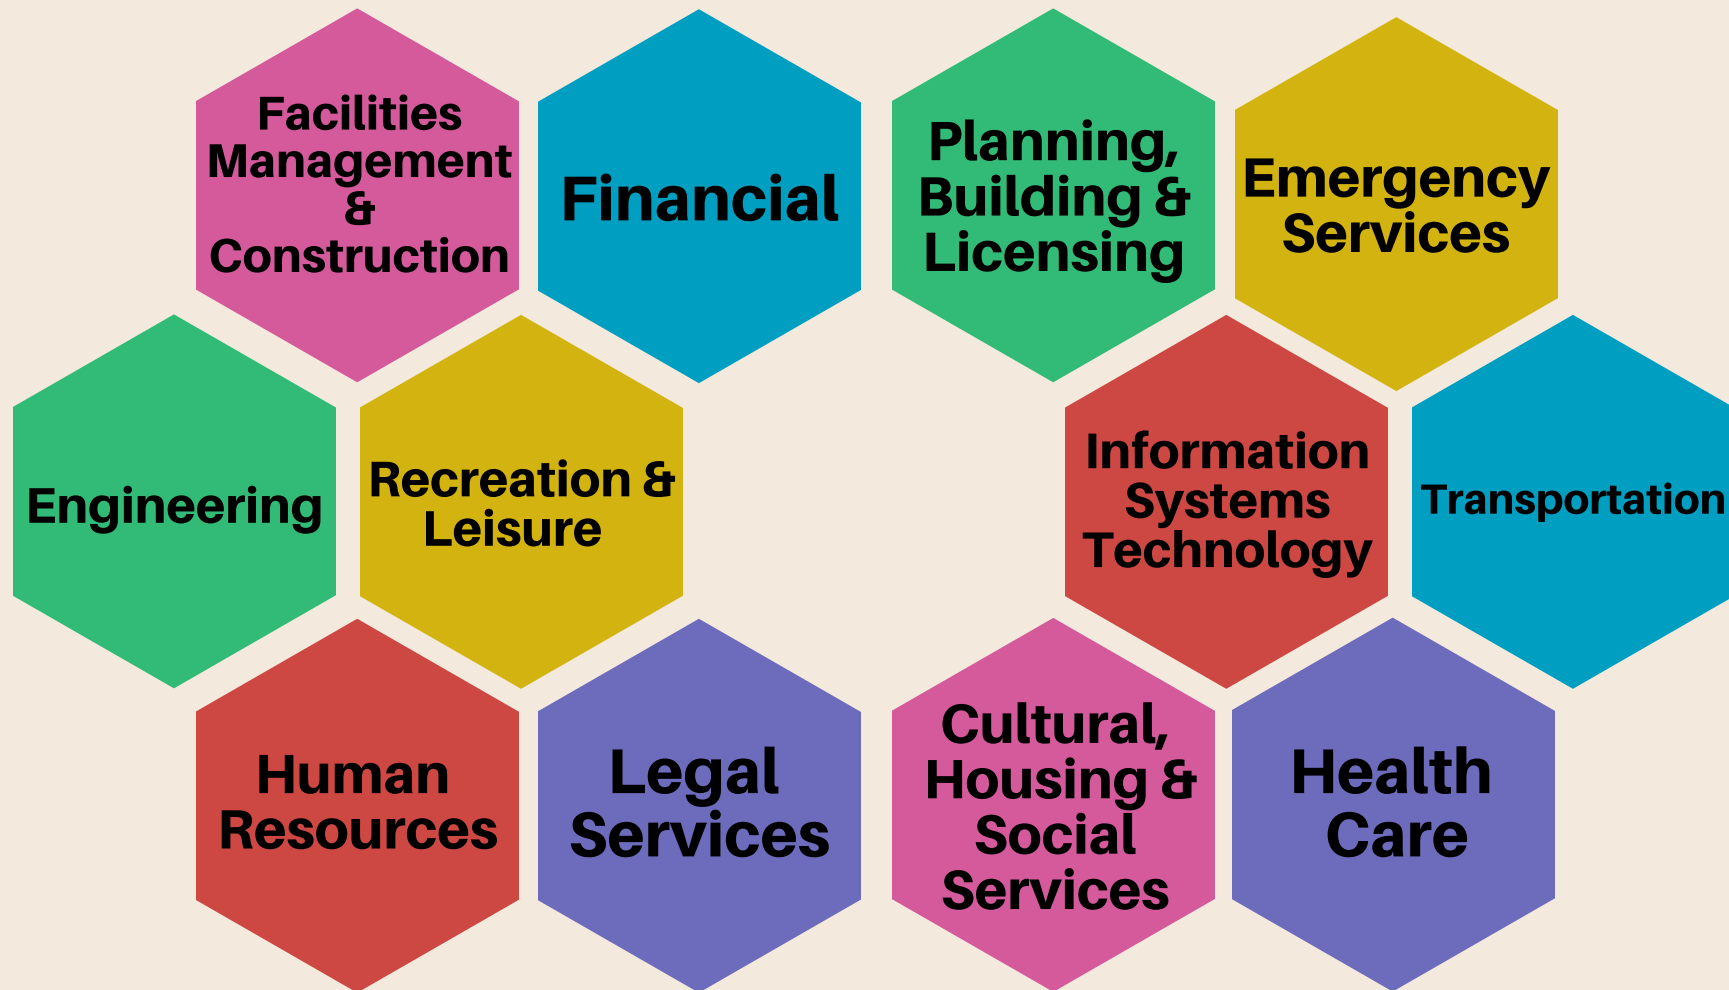 Facilities
Management
&
Construction
Financial
Planning,
Building &
Licensing
Emergency
Services
Engineering
Recreation &
Leisure
Information
Systems
Technology
Transportation
Human
Resources
Legal
Services
Cultural,
Housing &
Social
Services
Health
Care